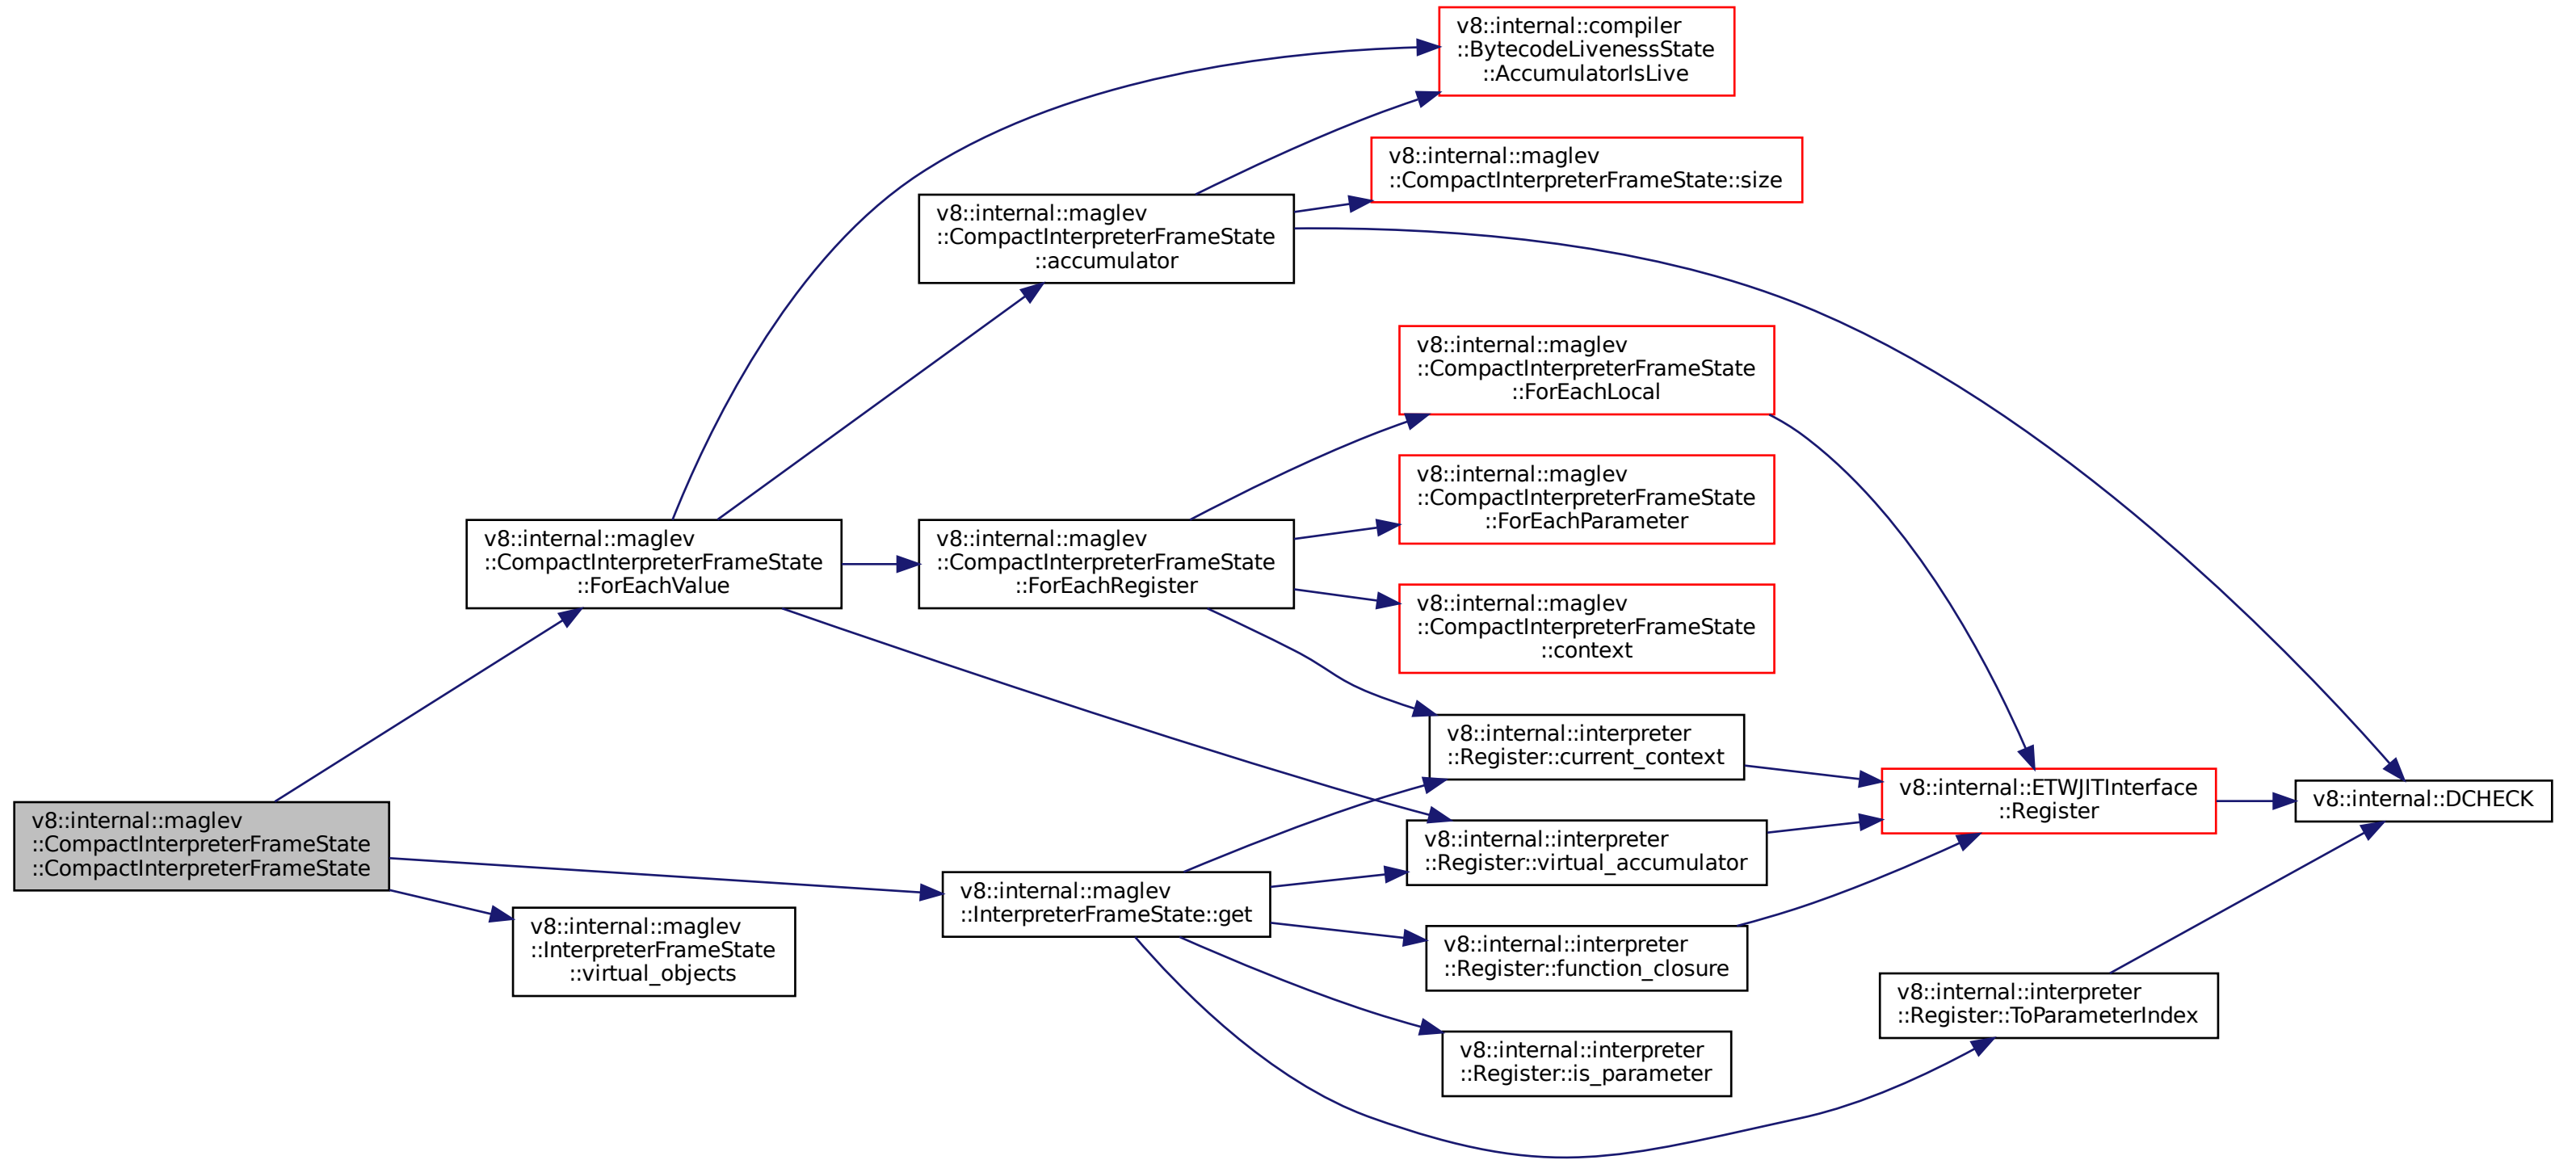 v8::internal::compiler
::BytecodeLivenessState
::AccumulatorIsLive
v8::internal::maglev
::CompactInterpreterFrameState::size
v8::internal::maglev
::CompactInterpreterFrameState
::accumulator
v8::internal::maglev
::CompactInterpreterFrameState
::ForEachLocal
v8::internal::maglev
::CompactInterpreterFrameState
::ForEachParameter
v8::internal::maglev
::CompactInterpreterFrameState
::ForEachValue
v8::internal::maglev
::CompactInterpreterFrameState
::ForEachRegister
v8::internal::maglev
::CompactInterpreterFrameState
::context
v8::internal::interpreter
::Register::current_context
v8::internal::ETWJITInterface
::Register
v8::internal::DCHECK
v8::internal::maglev
::CompactInterpreterFrameState
::CompactInterpreterFrameState
v8::internal::interpreter
::Register::virtual_accumulator
v8::internal::maglev
::InterpreterFrameState::get
v8::internal::maglev
::InterpreterFrameState
::virtual_objects
v8::internal::interpreter
::Register::function_closure
v8::internal::interpreter
::Register::ToParameterIndex
v8::internal::interpreter
::Register::is_parameter